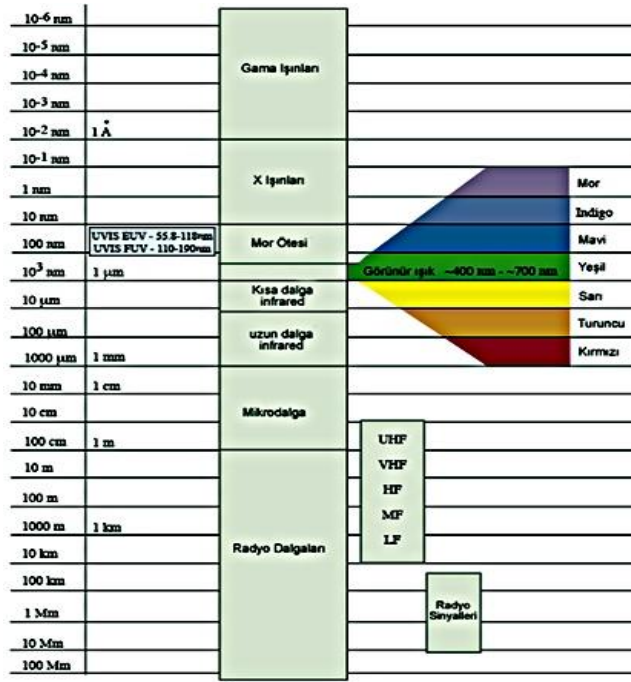 10-6 nm
10-5 nm
10-4 nm
10-3 nm
10-2 nm 1 Å
10-1 nm
1 nm
10 nm
100 nm
10³ nm 1 μm
10 μm
100 μm
1000 μm 1 mm
10 mm 1 cm
10 cm
100 cm 1 m
10 m
100 m
1000 m 1 km
10 km
100 km
1 Mm
10 Mm
100 Mm
UVIS EUV - 55.8-118nm
UVIS FUV - 110-190nm
Gama Işınları
X Işınları
Mor Ötesi
Kısa dalga
infrared
uzun dalga
infrared
Mikrodalga
Radyo Dalgaları
Görünür ışık ~400 nm - ~700 nm
Mor
Indigo
Mavi
Yeşil
Sarı
Turuncu
Kırmızı
UHF
VHF
HF
MF
LF
Radyo
Sinyalleri